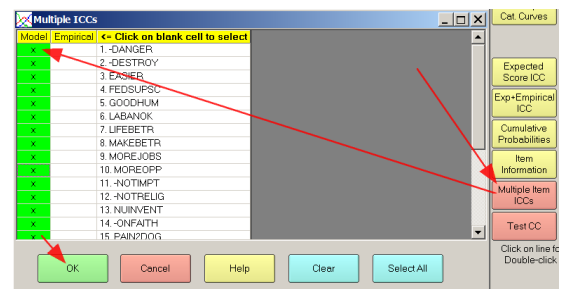 Multiple ICCs
Model Empirical <= Click on blank cell to select
x 1. -DANGER
x 2. -DESTROY
x 3. EASIER
x 4. FEDSUPSC
x 5. GOODHUM
x 6. LABANOK
x 7. LIFEBETR
x 8. MAKEBETR
x 9. MOREJOBS
x 10. MOREOPP
x 11. -NOTIMPT
x 12. -NOTRELIG
x 13. NUINVENT
x 14. -ONFAITH
x 15. PAIN2DOG
OK
Cancel
Help
Clear
Select All
Cat. Curves
Expected
Score ICC
Exp+Empirical
ICC
Cumulative
Probabilities
Item
Information
Multiple Item
ICCs
Test CC
Click on line fo
Double-click